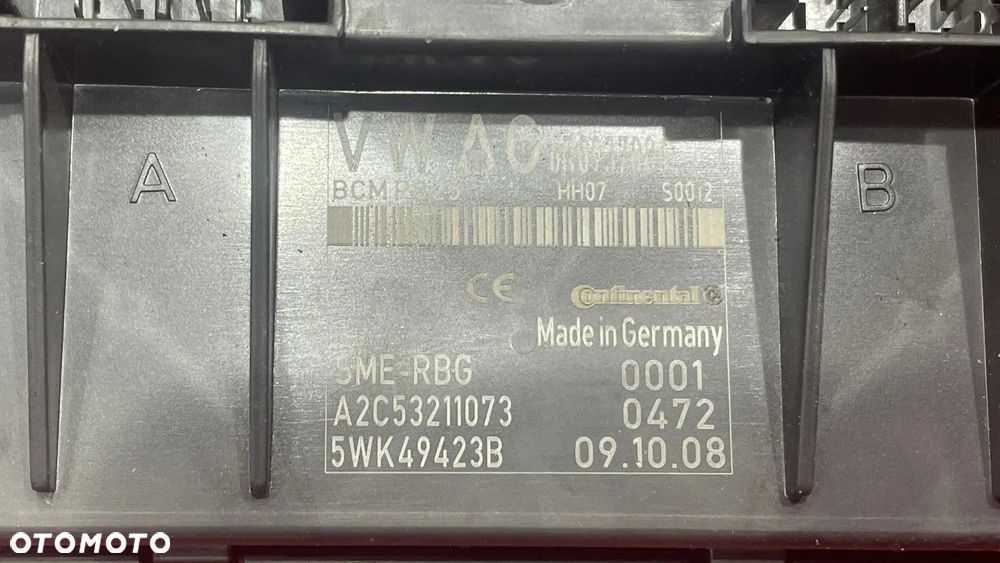 A
B
VW AG
BCM
HH07 S0012
CE
Continental
Made in Germany
SME-RBG 0001
A2C53211073 0472
5WK49423B 09.10.08
OTOMOTO